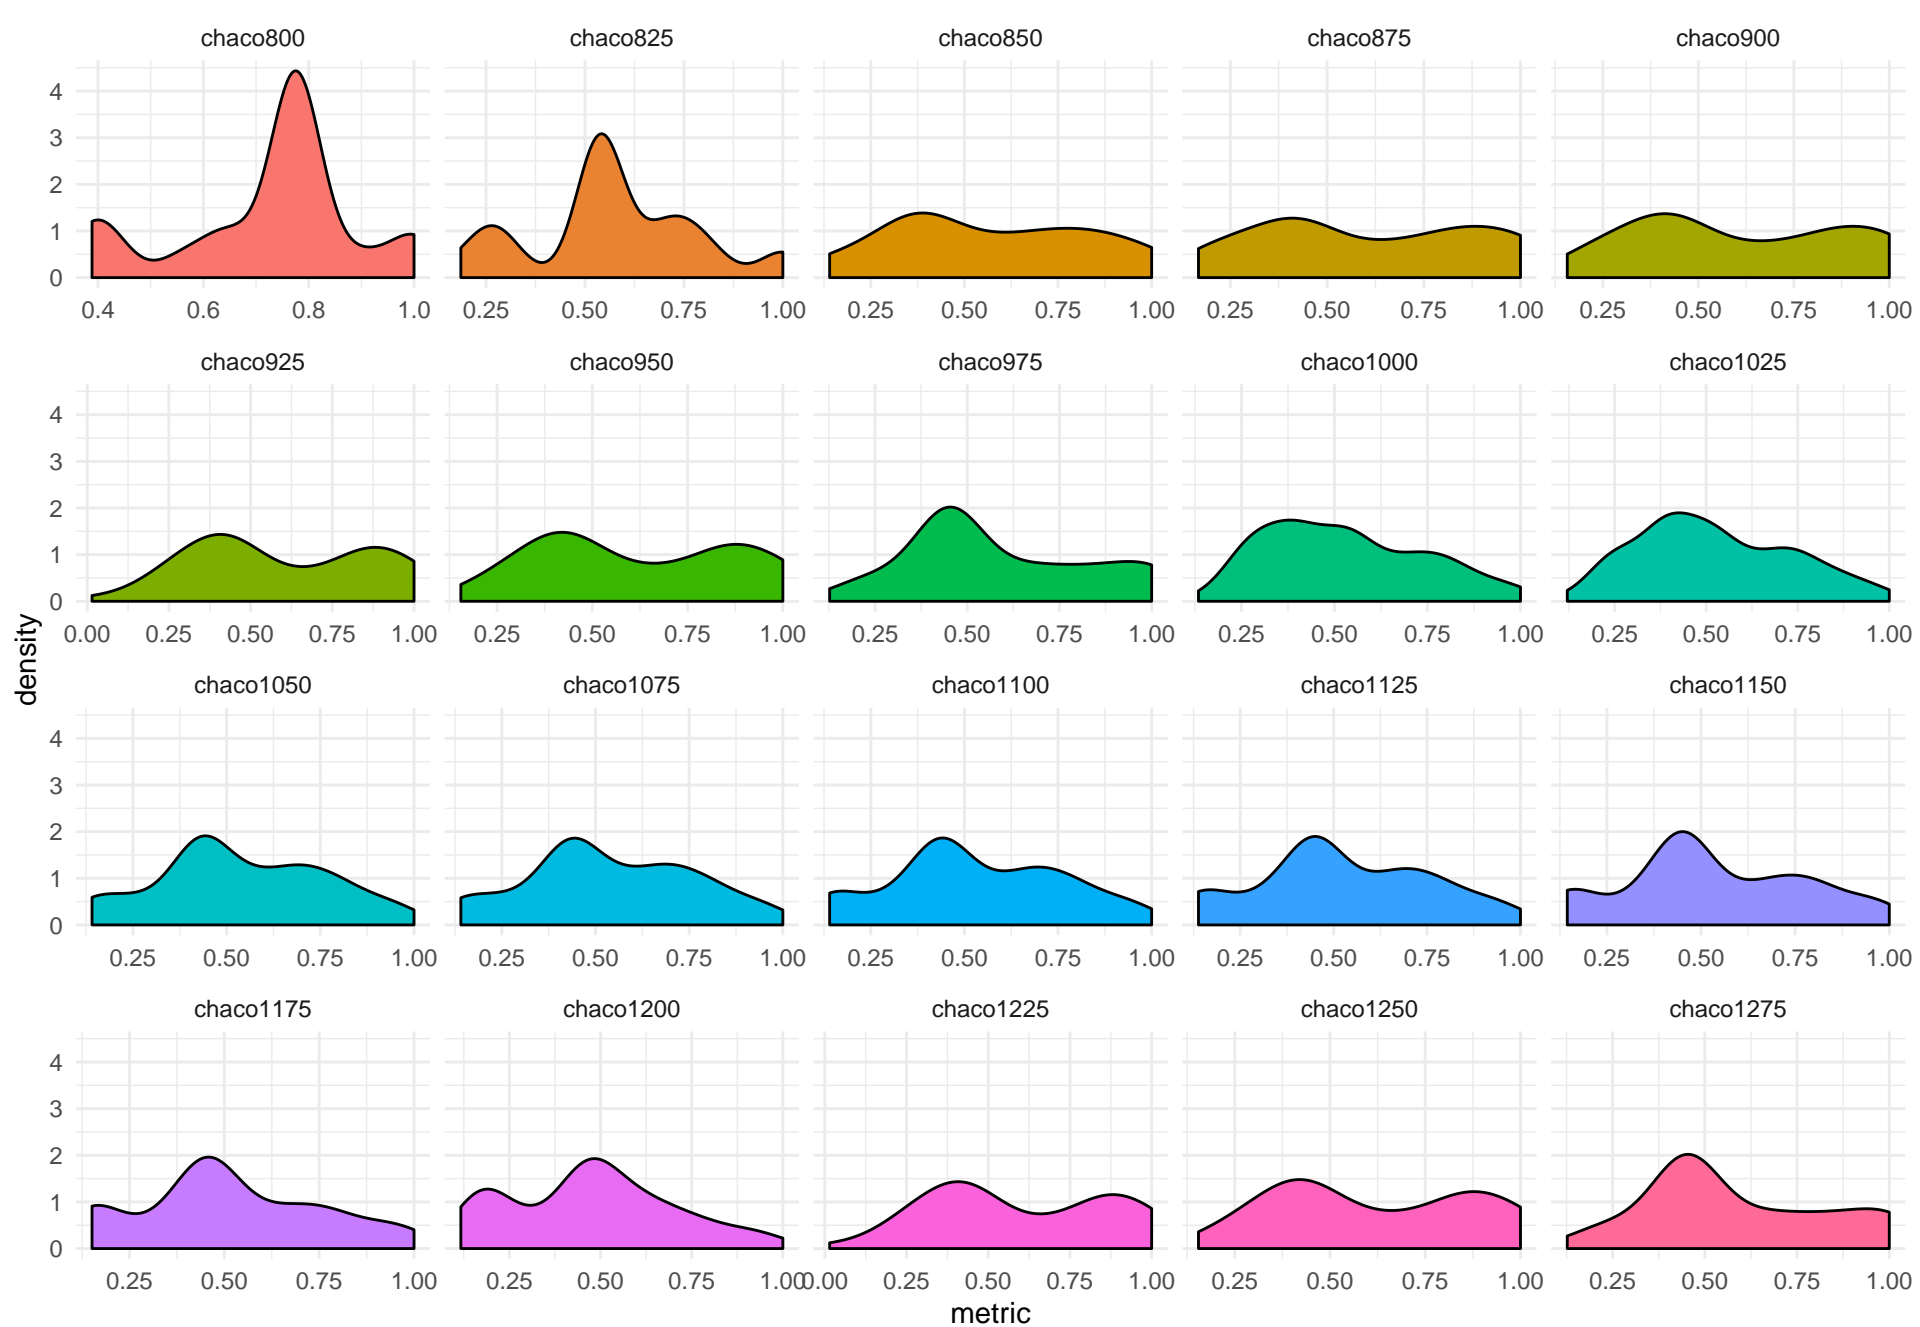 chaco800 chaco825 chaco850 chaco875 chaco900
4
3
2
1
0
0.4 0.6 0.8 1.0 0.25 0.50 0.75 1.00 0.25 0.50 0.75 1.00 0.25 0.50 0.75 1.00 0.25 0.50 0.75 1.00
chaco925 chaco950 chaco975 chaco1000 chaco1025
4
3
2
1
0
0.00 0.25 0.50 0.75 1.00 0.25 0.50 0.75 1.00 0.25 0.50 0.75 1.00 0.25 0.50 0.75 1.00 0.25 0.50 0.75 1.00
density
chaco1050 chaco1075 chaco1100 chaco1125 chaco1150
4
3
2
1
0
0.25 0.50 0.75 1.00 0.25 0.50 0.75 1.00 0.25 0.50 0.75 1.00 0.25 0.50 0.75 1.00 0.25 0.50 0.75 1.00
chaco1175 chaco1200 chaco1225 chaco1250 chaco1275
4
3
2
1
0
0.25 0.50 0.75 1.00 0.25 0.50 0.75 1.00 0.00 0.25 0.50 0.75 1.00 0.25 0.50 0.75 1.00 0.25 0.50 0.75 1.00
metric